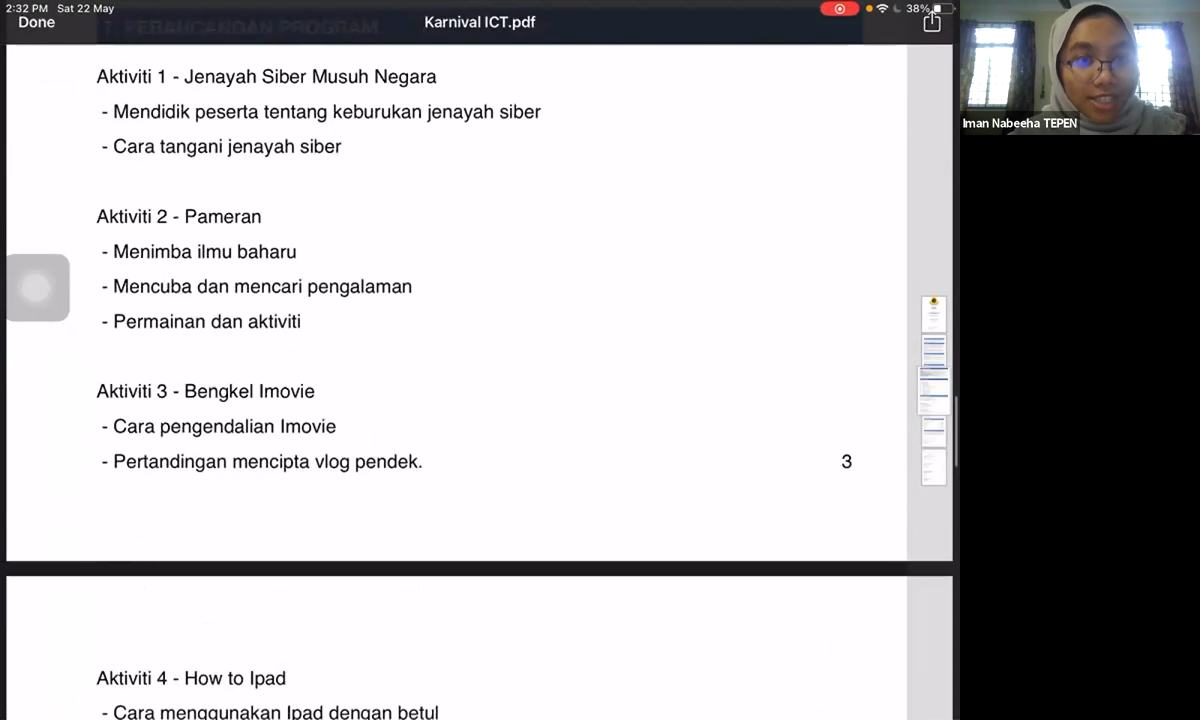 2:32 PM Sat 22 May
38%
Done
Karnival ICT.pdf
7. PERANCANGAN PROGRAM
Aktiviti 1 - Jenayah Siber Musuh Negara
- Mendidik peserta tentang keburukan jenayah siber
- Cara tangani jenayah siber
Aktiviti 2 - Pameran
- Menimba ilmu baharu
- Mencuba dan mencari pengalaman
- Permainan dan aktiviti
Aktiviti 3 - Bengkel Imovie
- Cara pengendalian Imovie
- Pertandingan mencipta vlog pendek.
3
Aktiviti 4 - How to Ipad
- Cara menggunakan Ipad dengan betul
Iman Nabeeha TEPEN